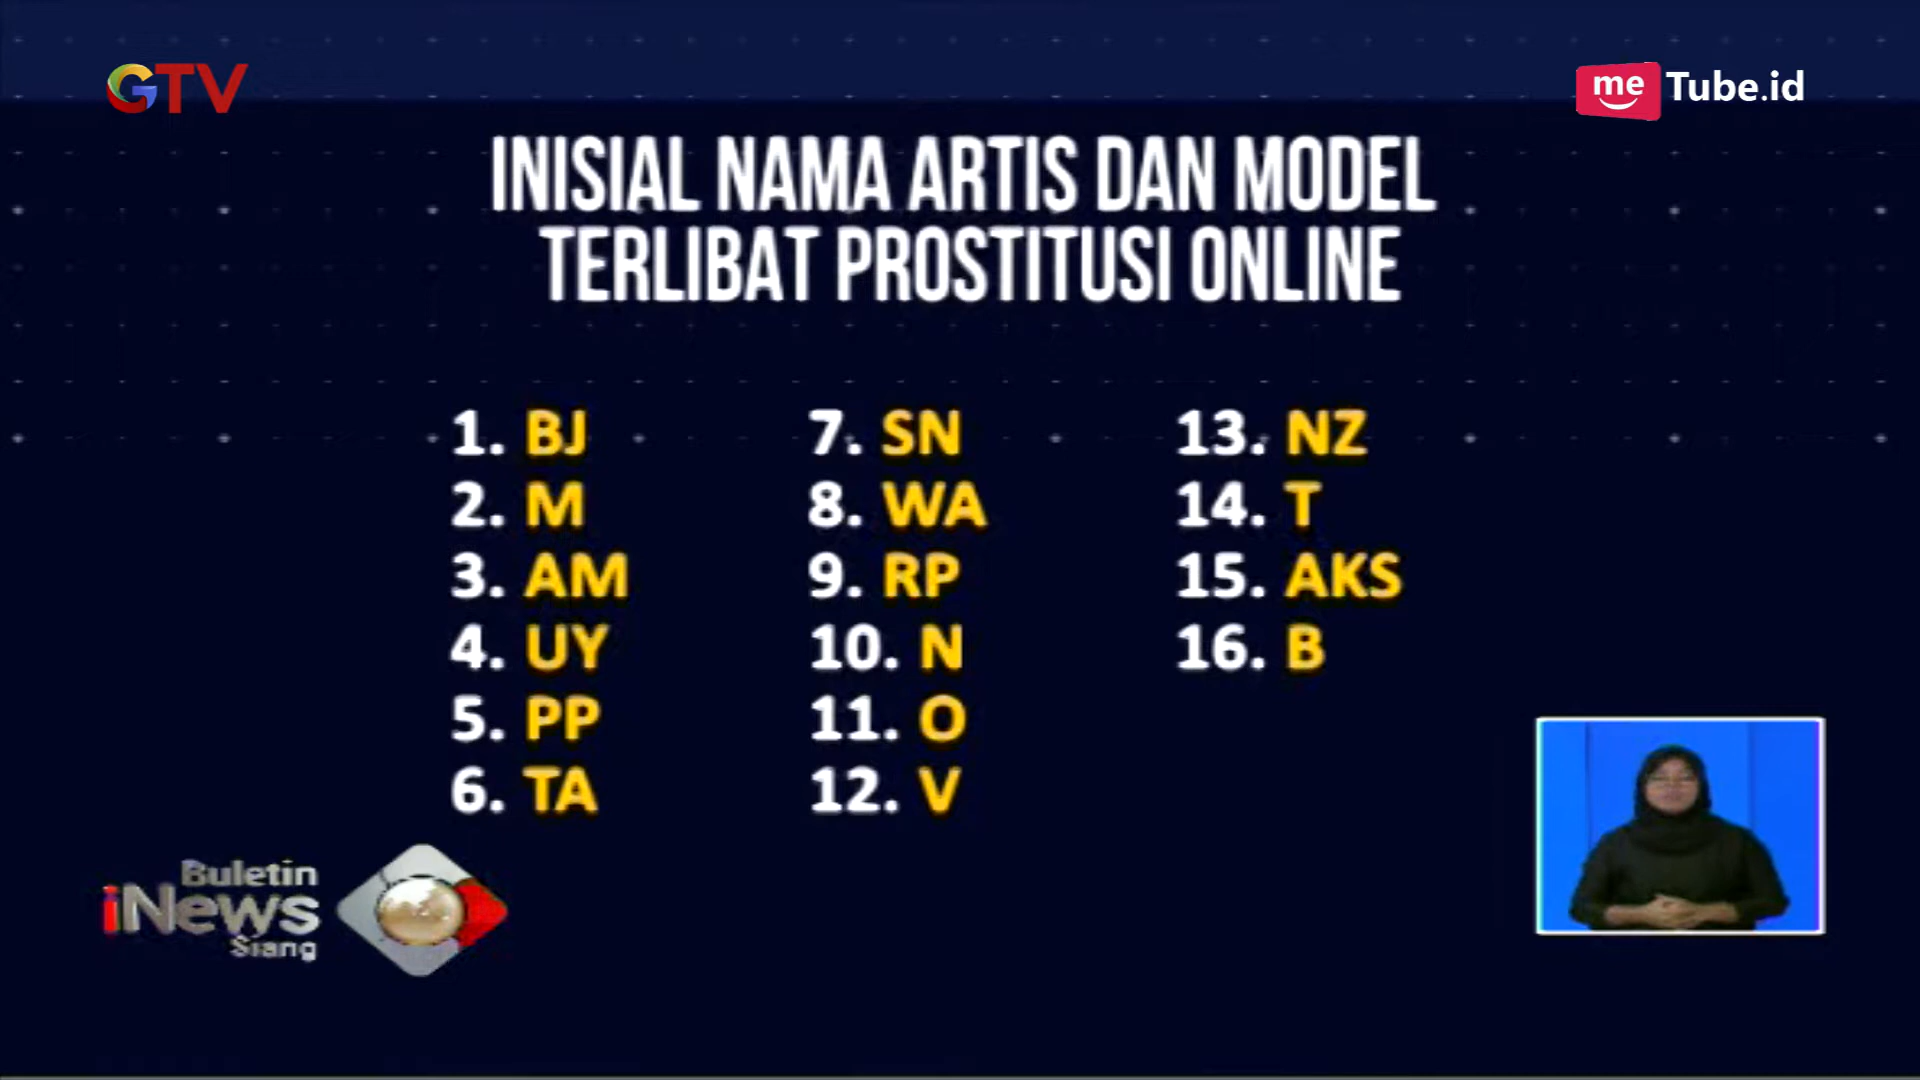 GTV
me Tube.id
INISIAL NAMA ARTIS DAN MODEL
TERLIBAT PROSTITUSI ONLINE
1. BJ
2. M
3. AM
4. UY
5. PP
6. TA
7. SN
8. WA
9. RP
10. N
11. O
12. V
13. NZ
14. T
15. AKS
16. B
Buletin
iNews
Siang